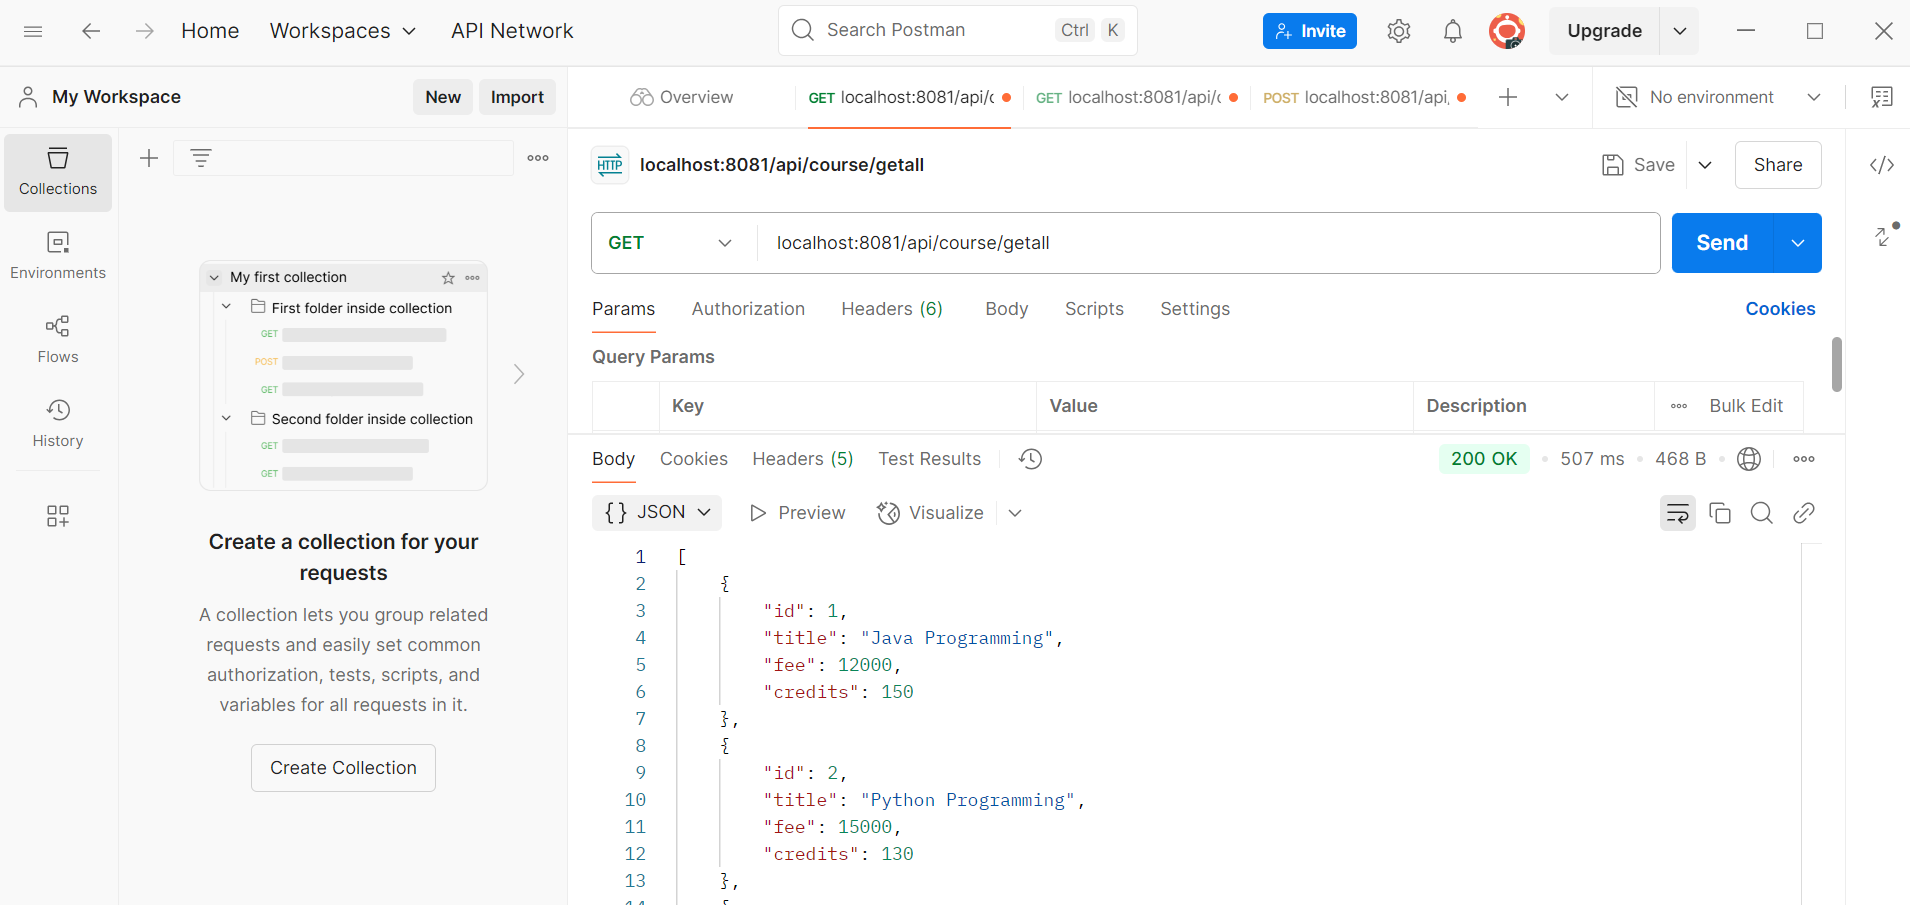 Home Workspaces API Network Search Postman Ctrl K Invite Upgrade
My Workspace New Import
Overview GET localhost:8081/api/c GET localhost:8081/api/c POST localhost:8081/api, No environment
Collections
Environments
Flows
History
My first collection
First folder inside collection
GET
POST
GET
Second folder inside collection
GET
GET
Create a collection for your
requests
A collection lets you group related
requests and easily set common
authorization, tests, scripts, and
variables for all requests in it.
Create Collection
HTTP localhost:8081/api/course/getall Save Share
GET localhost:8081/api/course/getall Send
Params Authorization Headers (6) Body Scripts Settings Cookies
Query Params
Key Value Description Bulk Edit
Body Cookies Headers (5) Test Results 200 OK 507 ms 468 B
{} JSON Preview Visualize
1 [
2 {
3 "id": 1,
4 "title": "Java Programming",
5 "fee": 12000,
6 "credits": 150
7 },
8 {
9 "id": 2,
10 "title": "Python Programming",
11 "fee": 15000,
12 "credits": 130
13 },